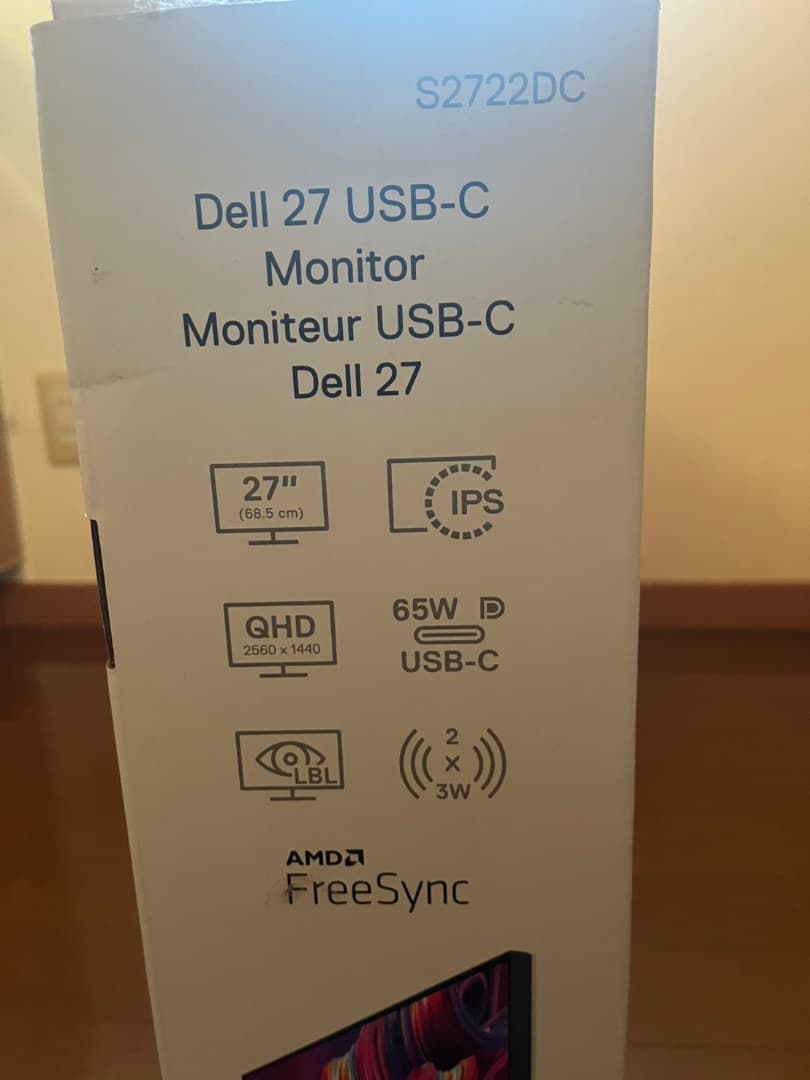 S2722DC
Dell 27 USB-C
Monitor
Moniteur USB-C
Dell 27
27"
(68.5 cm)
IPS
QHD
2560 x 1440
65W
USB-C
LBL
2
x
3W
AMD
FreeSync